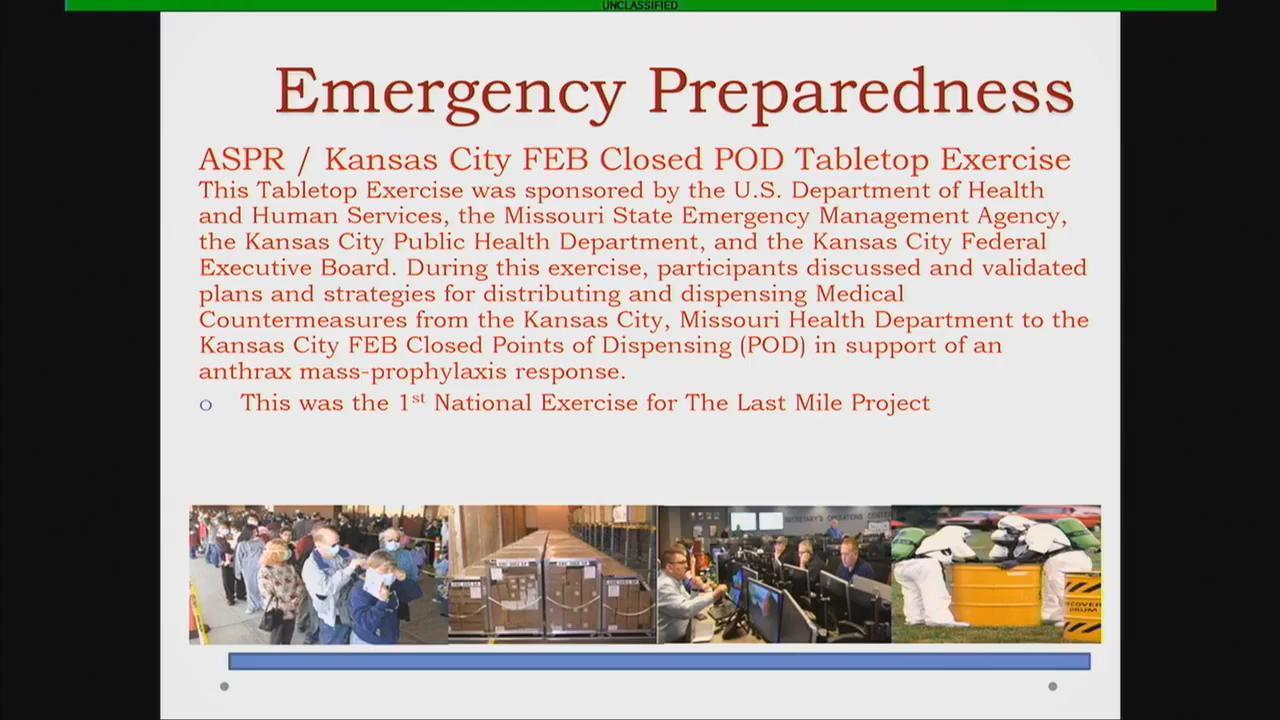 UNCLASSIFIED
Emergency Preparedness
ASPR / Kansas City FEB Closed POD Tabletop Exercise
This Tabletop Exercise was sponsored by the U.S. Department of Health
and Human Services, the Missouri State Emergency Management Agency,
the Kansas City Public Health Department, and the Kansas City Federal
Executive Board. During this exercise, participants discussed and validated
plans and strategies for distributing and dispensing Medical
Countermeasures from the Kansas City, Missouri Health Department to the
Kansas City FEB Closed Points of Dispensing (POD) in support of an
anthrax mass-prophylaxis response.
o This was the 1st National Exercise for The Last Mile Project
SECRETARY'S OPERATIONS CENTER
DRUM